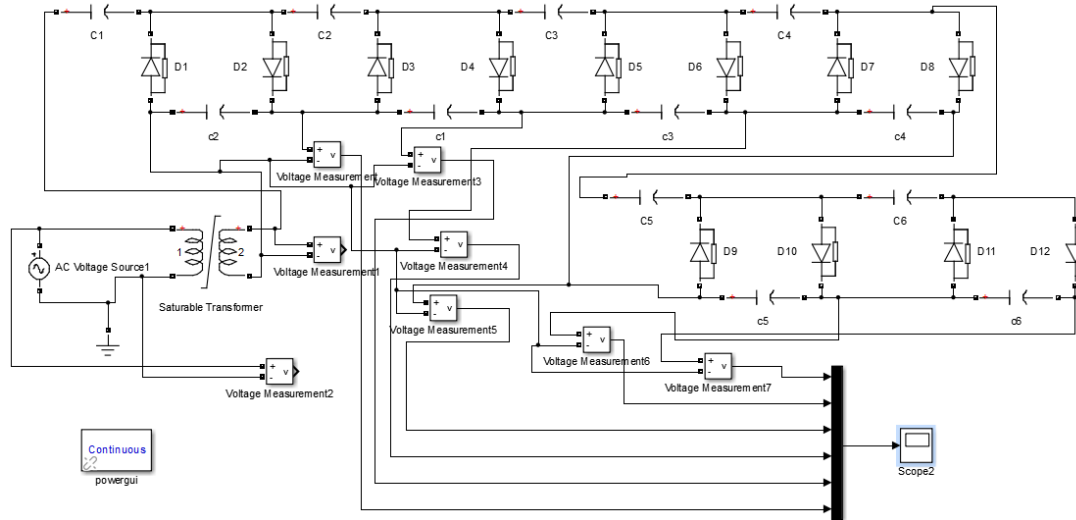 C1
C2
C3
C4
D1
D2
D3
D4
D5
D6
D7
D8
c2
c1
c3
c4
+
-
v
Voltage Measurement
+
-
v
Voltage Measurement3
C5
C6
AC Voltage Source1
1
2
Saturable Transformer
+
-
v
Voltage Measurement1
+
-
v
Voltage Measurement4
D9
D10
D11
D12
+
-
v
Voltage Measurement5
c5
c6
+
-
v
Voltage Measurement6
+
-
v
Voltage Measurement2
+
-
v
Voltage Measurement7
Continuous
powergui
Scope2